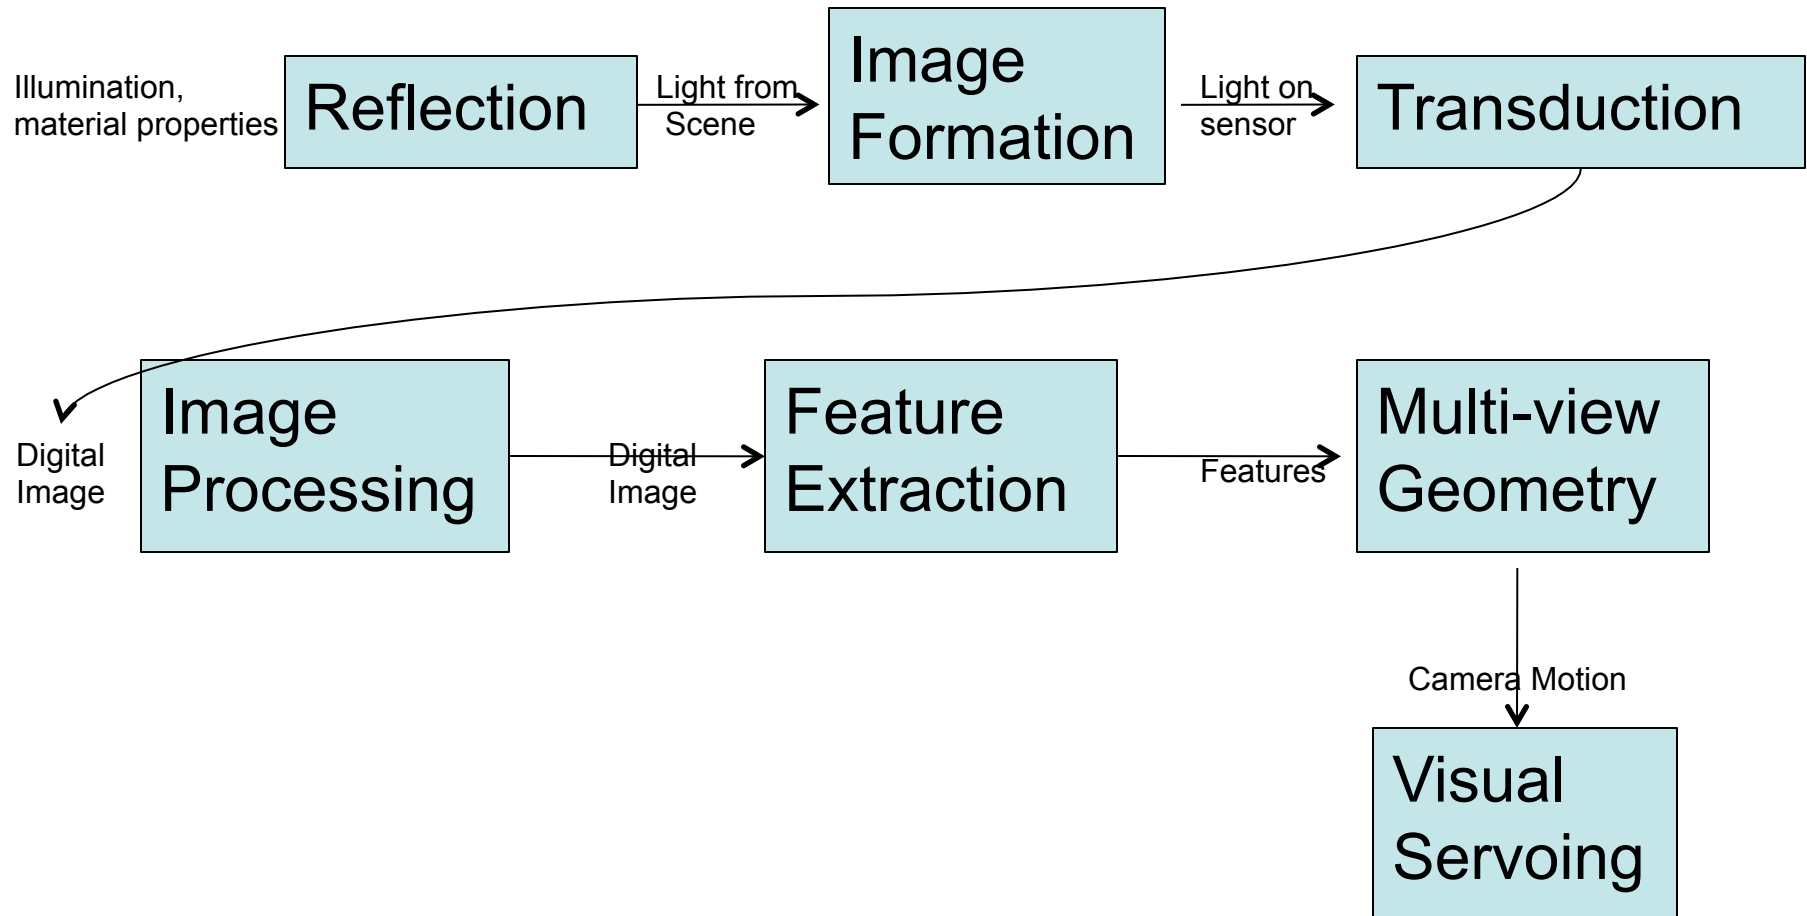 Illumination,
material properties
Reflection
Light from
Scene
Image
Formation
Light on
sensor
Transduction
Digital
Image
Image
Processing
Digital
Image
Feature
Extraction
Features
Multi-view
Geometry
Camera Motion
Visual
Servoing